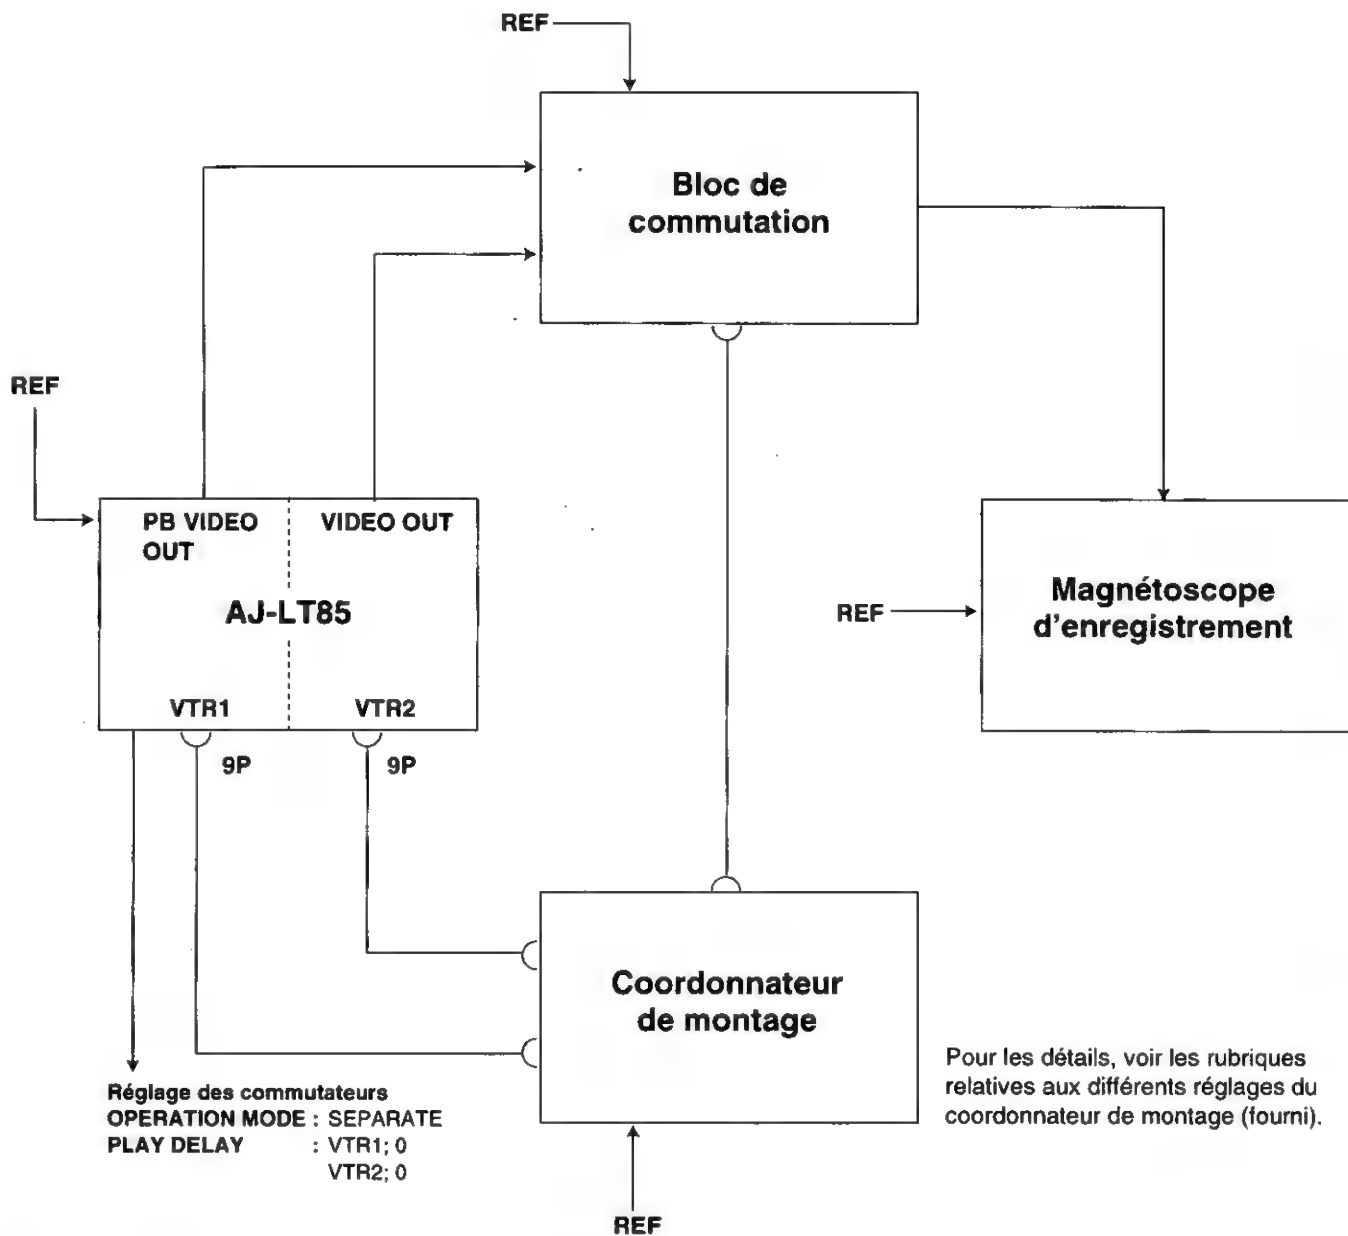 REF
Bloc de
commutation
REF
PB VIDEO
OUT
VIDEO OUT
AJ-LT85
VTR1
VTR2
9P
9P
REF
Magnétoscope
d'enregistrement
Coordonnateur
de montage
Réglage des commutateurs
OPERATION MODE : SEPARATE
PLAY DELAY : VTR1; 0
VTR2; 0
Pour les détails, voir les rubriques
relatives aux différents réglages du
coordonnateur de montage (fourni).
REF